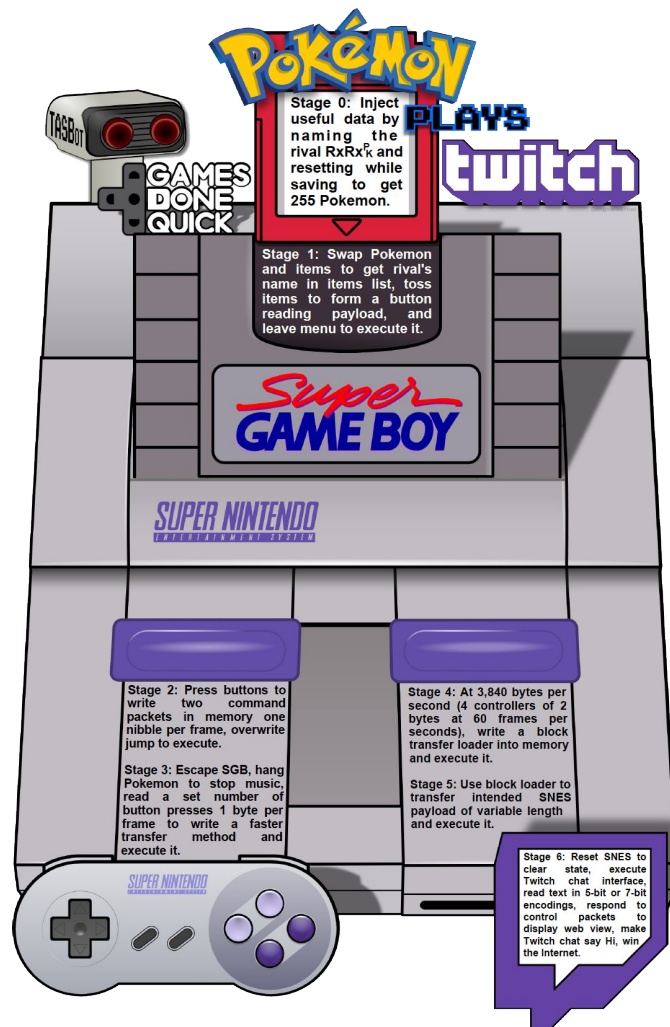 POKéMON
PLAYS
twitch
TASBOT
GAMES
DONE
QUICK
Stage 0: Inject
useful data by
naming the
rival RxRxPK and
resetting while
saving to get
255 Pokemon.
Stage 1: Swap Pokemon
and items to get rival's
name in items list, toss
items to form a button
reading payload, and
leave menu to execute it.
Super
GAME BOY
SUPER NINTENDO
ENTERTAINMENT SYSTEM
Stage 2: Press buttons to
write two command
packets in memory one
nibble per frame, overwrite
jump to execute.
Stage 3: Escape SGB, hang
Pokemon to stop music,
read a set number of
button presses 1 byte per
frame to write a faster
transfer method and
execute it.
Stage 4: At 3,840 bytes per
second (4 controllers of 2
bytes at 60 frames per
seconds), write a block
transfer loader into memory
and execute it.
Stage 5: Use block loader to
transfer intended SNES
payload of variable length
and execute it.
SUPER NINTENDO
ENTERTAINMENT SYSTEM
Stage 6: Reset SNES to
clear state, execute
Twitch chat interface,
read text in 5-bit or 7-bit
encodings, respond to
control packets to
display web view, make
Twitch chat say Hi, win
the Internet.